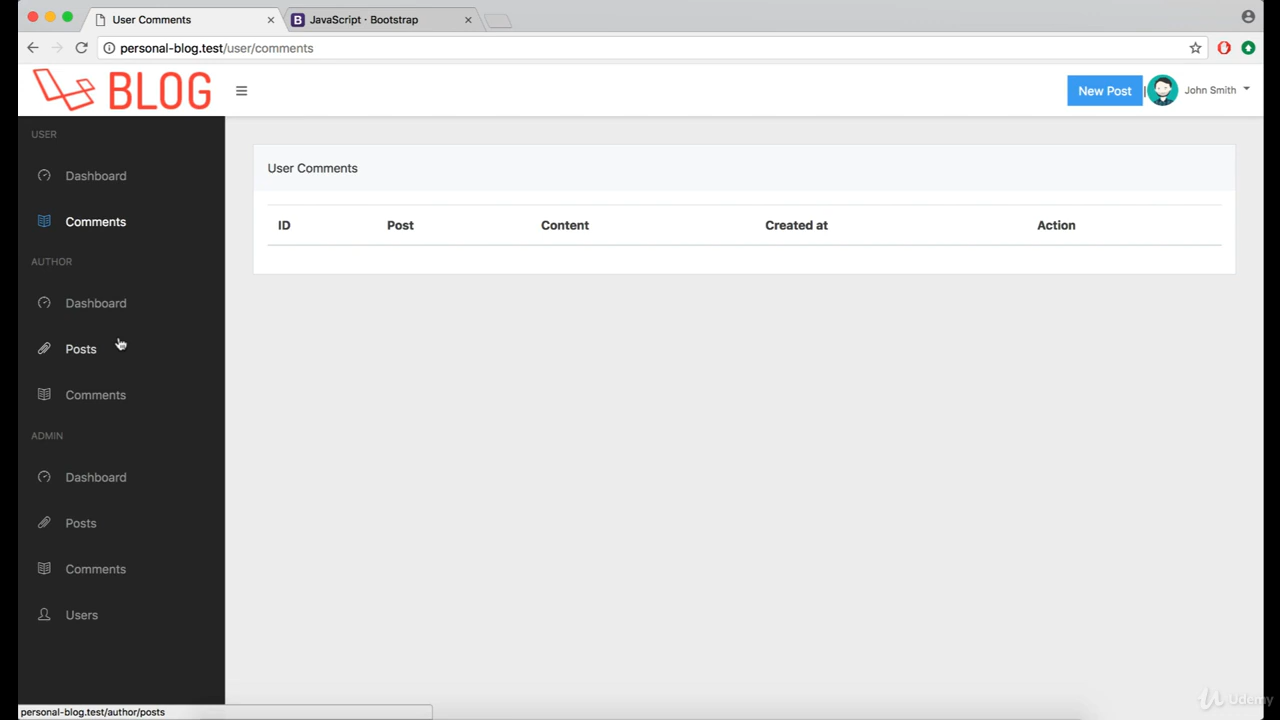 User Comments
JavaScript · Bootstrap
personal-blog.test/user/comments
BLOG
New Post
John Smith
USER
Dashboard
Comments
AUTHOR
Dashboard
Posts
Comments
ADMIN
Dashboard
Posts
Comments
Users
User Comments
ID Post Content Created at Action
personal-blog.test/author/posts
Udemy